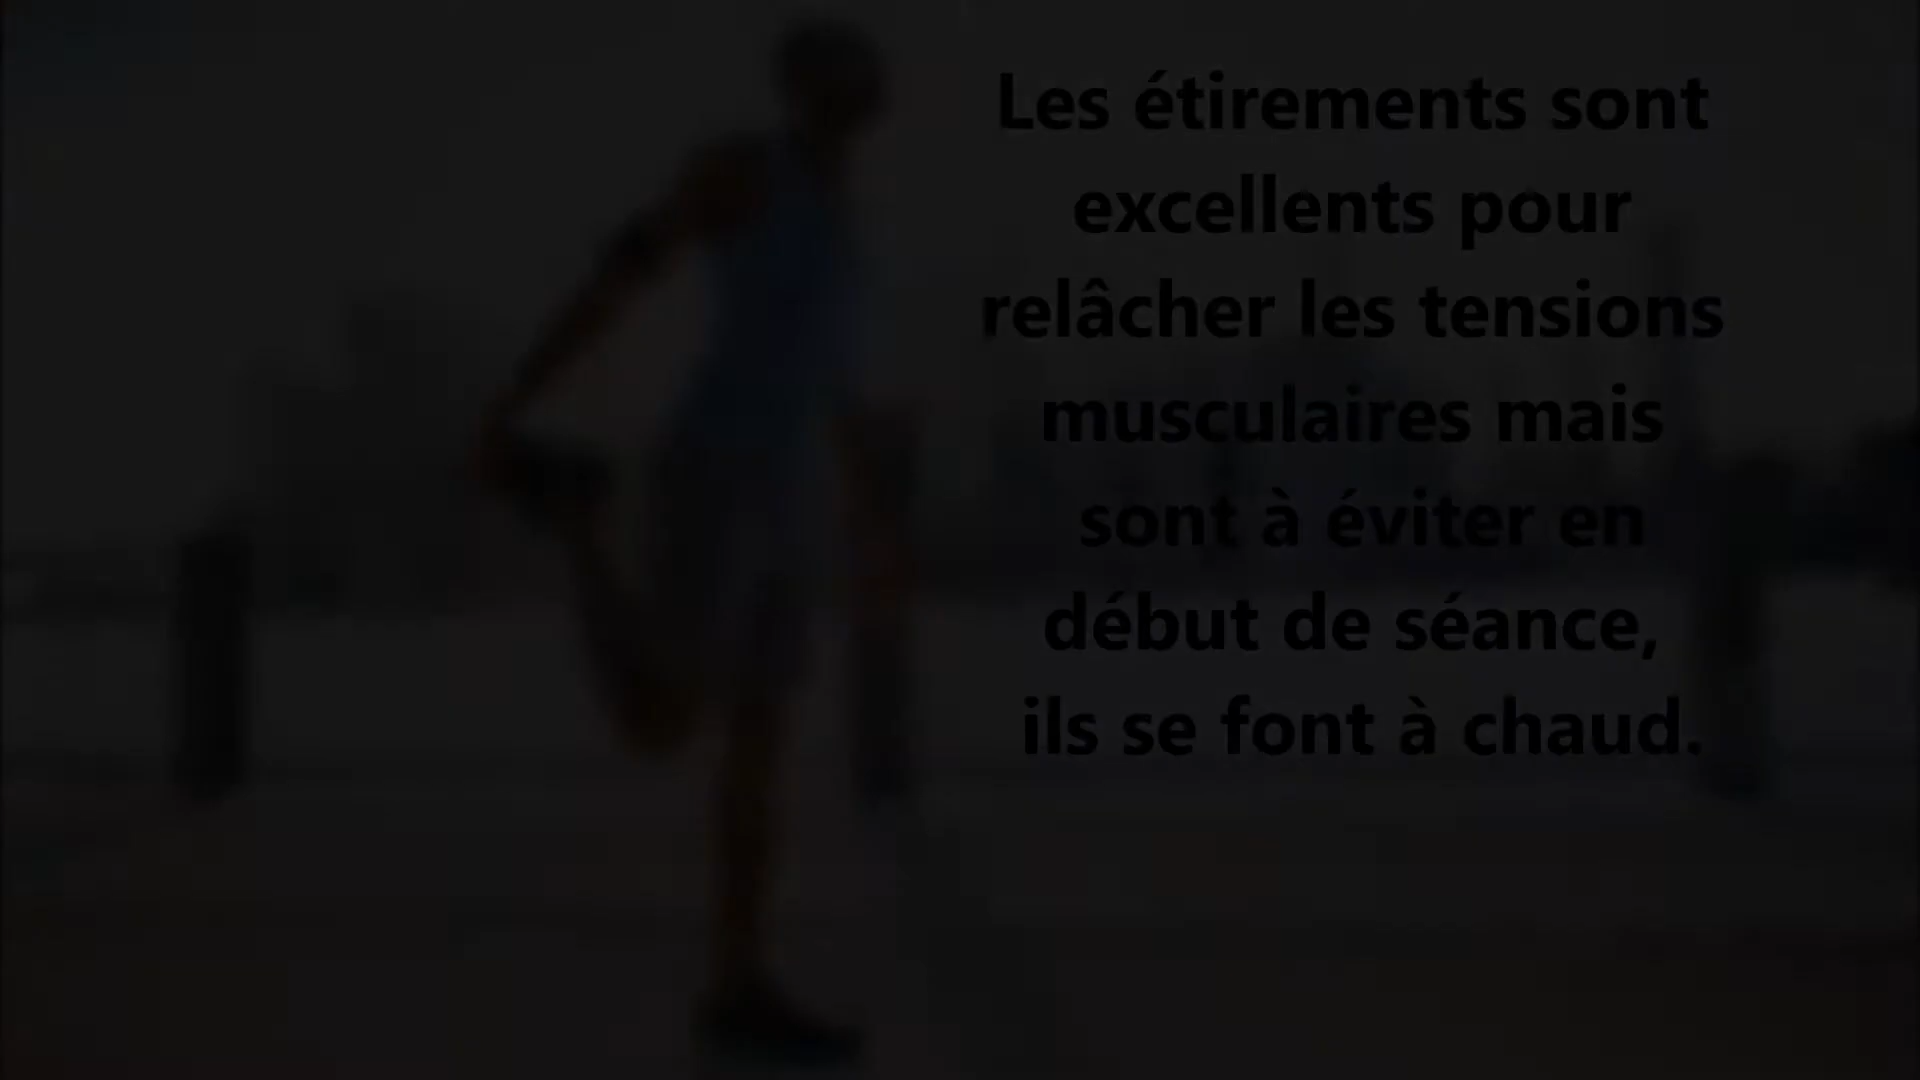 Les étirements sont
excellents pour
relâcher les tensions
musculaires mais
sont à éviter en
début de séance,
ils se font à chaud.